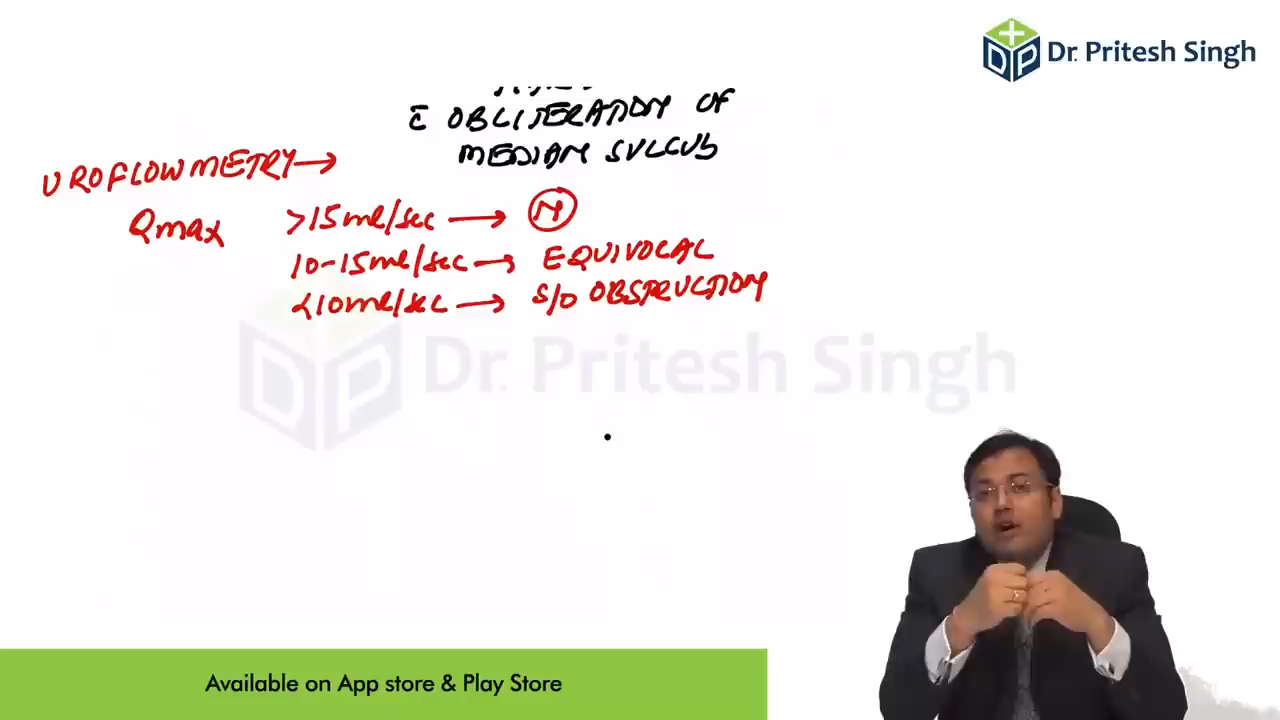 Dr. Pritesh Singh
c̄ OBLITERATION OF
MEDIAN SULCUS
UROFLOWMETRY →
Qmax >15ml/sec → N
10-15ml/sec → EQUIVOCAL
<10ml/sec → S/O OBSTRUCTION
DP Dr. Pritesh Singh
Available on App store & Play Store